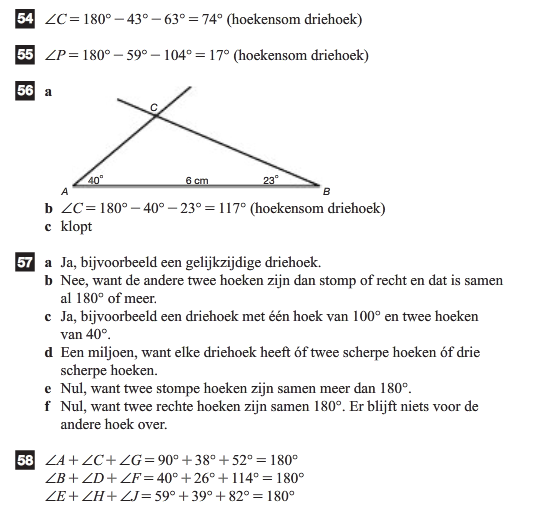 54 ∠C = 180° − 43° − 63° = 74° (hoekensom driehoek)
55 ∠P = 180° − 59° − 104° = 17° (hoekensom driehoek)
56 a
C
40° 6 cm 23°
A B
b ∠C = 180° − 40° − 23° = 117° (hoekensom driehoek)
c klopt
57 a Ja, bijvoorbeeld een gelijkzijdige driehoek.
b Nee, want de andere twee hoeken zijn dan stomp of recht en dat is samen
al 180° of meer.
c Ja, bijvoorbeeld een driehoek met één hoek van 100° en twee hoeken
van 40°.
d Een miljoen, want elke driehoek heeft óf twee scherpe hoeken óf drie
scherpe hoeken.
e Nul, want twee stompe hoeken zijn samen meer dan 180°.
f Nul, want twee rechte hoeken zijn samen 180°. Er blijft niets voor de
andere hoek over.
58 ∠A + ∠C + ∠G = 90° + 38° + 52° = 180°
∠B + ∠D + ∠F = 40° + 26° + 114° = 180°
∠E + ∠H + ∠J = 59° + 39° + 82° = 180°